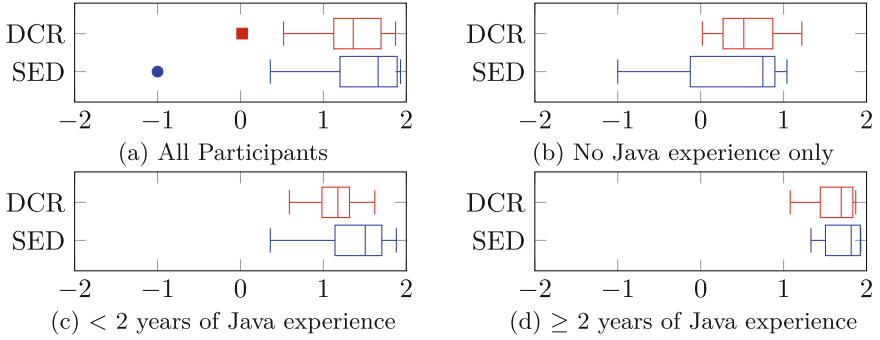 DCR
SED
−2 −1 0 1 2
(a) All Participants
DCR
SED
−2 −1 0 1 2
(b) No Java experience only
DCR
SED
−2 −1 0 1 2
(c) < 2 years of Java experience
DCR
SED
−2 −1 0 1 2
(d) ≥ 2 years of Java experience